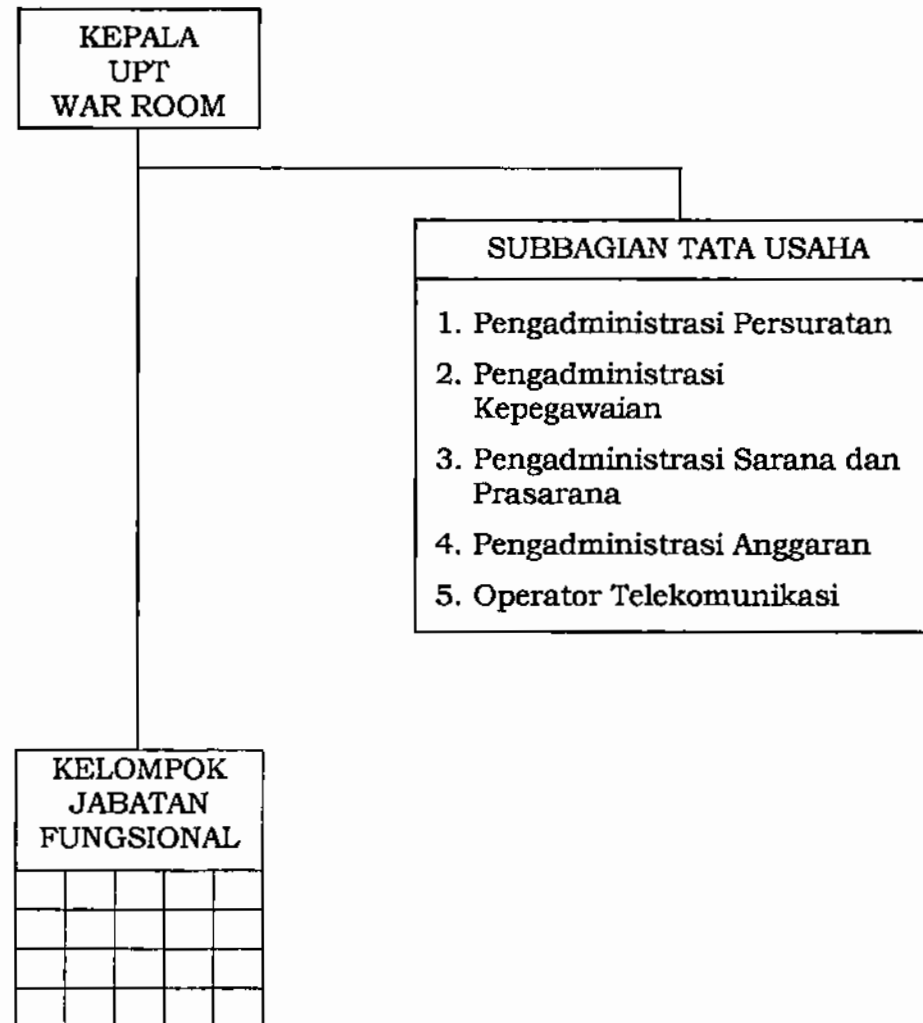 KEPALA
UPT
WAR ROOM
SUBBAGIAN TATA USAHA
1. Pengadministrasi Persuratan
2. Pengadministrasi
Kepegawaian
3. Pengadministrasi Sarana dan
Prasarana
4. Pengadministrasi Anggaran
5. Operator Telekomunikasi
KELOMPOK
JABATAN
FUNGSIONAL